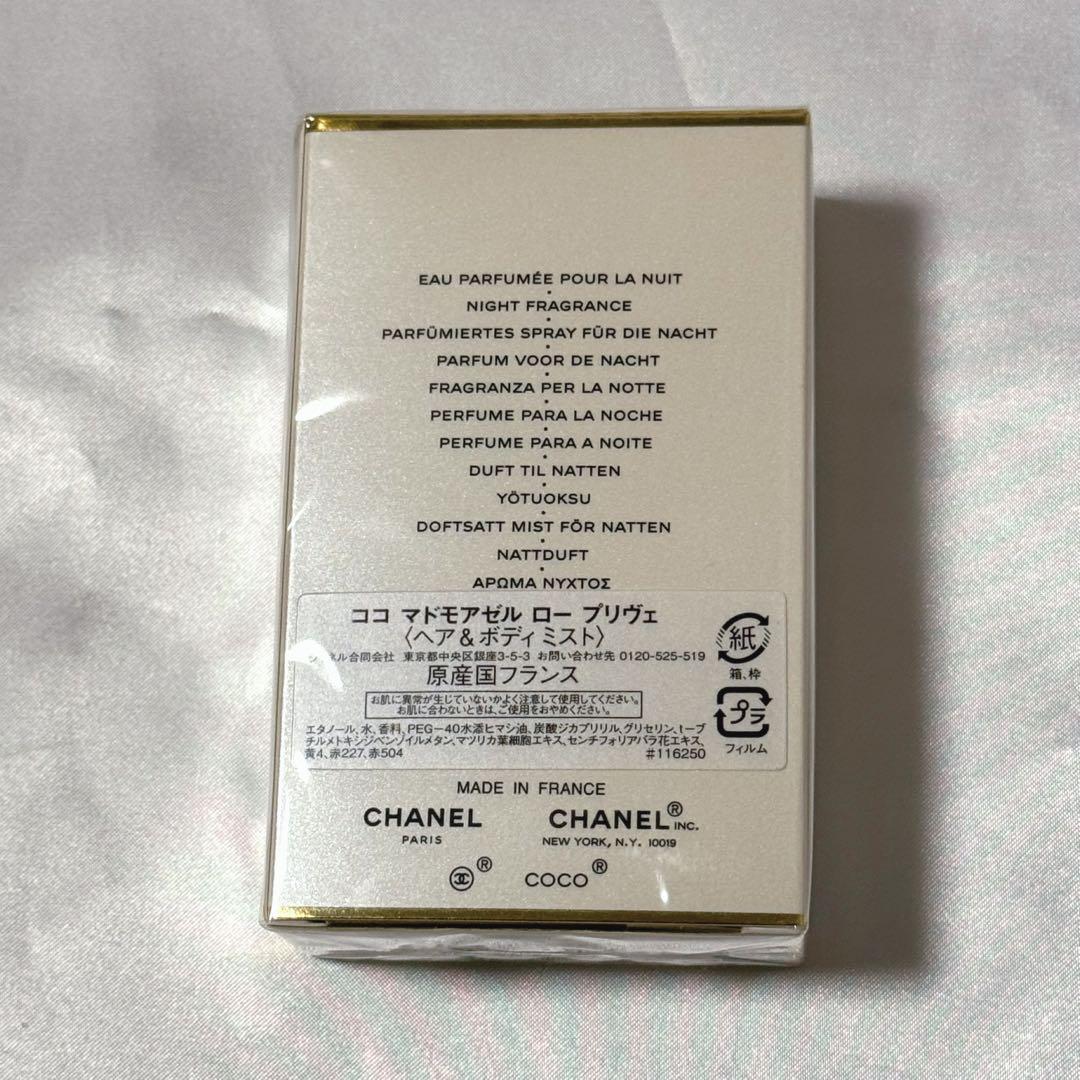 EAU PARFUMÉE POUR LA NUIT
NIGHT FRAGRANCE
PARFÜMIERTES SPRAY FÜR DIE NACHT
PARFUM VOOR DE NACHT
FRAGRANZA PER LA NOTTE
PERFUME PARA LA NOCHE
PERFUME PARA A NOITE
DUFT TIL NATTEN
YÖTUOKSU
DOFTSATT MIST FÖR NATTEN
NATTDUFT
ΑΡΩΜΑ ΝΥΧΤΟΣ
ココ マドモアゼル ロー プリヴェ
〈ヘア＆ボディ ミスト〉
ネル合同会社 東京都中央区銀座3-5-3 お問い合わせ先 0120-525-519
原産国フランス
お肌に異常が生じていないかよく注意して使用してください。
お肌に合わないときは、ご使用をおやめください。
エタノール、水、香料、PEG－40水添ヒマシ油、炭酸ジカプリリル、グリセリン、t－ブ
チルメトキシジベンゾイルメタン、マツリカ葉細胞エキス、センチフォリアバラ花エキス、
黄4、赤227、赤504 #116250
紙
箱、枠
プラ
フィルム
MADE IN FRANCE
CHANEL CHANEL® INC.
PARIS NEW YORK, N.Y. 10019
® COCO®